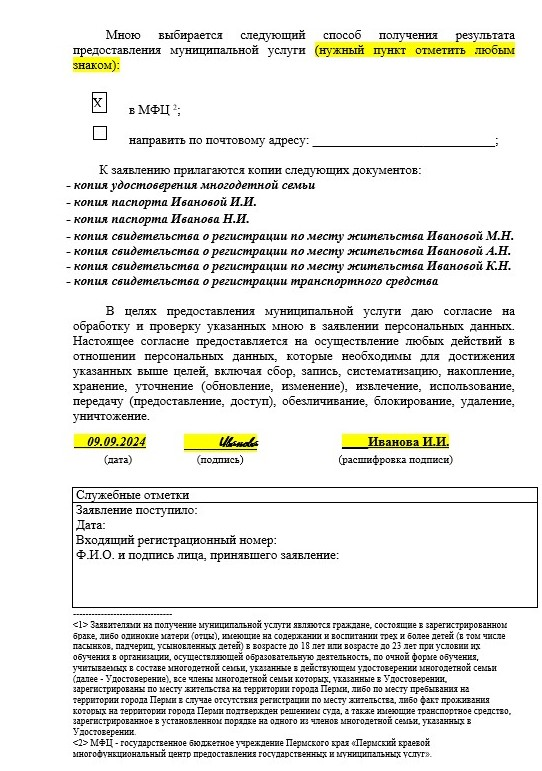 Мною выбирается следующий способ получения результата
предоставления муниципальной услуги (нужный пункт отметить любым
знаком):
X
в МФЦ ²;
направить по почтовому адресу: ____________________________;
К заявлению прилагаются копии следующих документов:
- копия удостоверения многодетной семьи
- копия паспорта Ивановой И.И.
- копия паспорта Иванова Н.И.
- копия свидетельства о регистрации по месту жительства Ивановой М.Н.
- копия свидетельства о регистрации по месту жительства Ивановой А.Н.
- копия свидетельства о регистрации по месту жительства Ивановой К.Н.
- копия свидетельства о регистрации транспортного средства
В целях предоставления муниципальной услуги даю согласие на
обработку и проверку указанных мною в заявлении персональных данных.
Настоящее согласие предоставляется на осуществление любых действий в
отношении персональных данных, которые необходимы для достижения
указанных выше целей, включая сбор, запись, систематизацию, накопление,
хранение, уточнение (обновление, изменение), извлечение, использование,
передачу (предоставление, доступ), обезличивание, блокирование, удаление,
уничтожение.
09.09.2024 Иванова Иванова И.И.
(дата) (подпись) (расшифровка подписи)
Служебные отметки
Заявление поступило:
Дата:
Входящий регистрационный номер:
Ф.И.О. и подпись лица, принявшего заявление:
--------------------------------
<1> Заявителями на получение муниципальной услуги являются граждане, состоящие в зарегистрированном
браке, либо одинокие матери (отцы), имеющие на содержании и воспитании трех и более детей (в том числе
пасынков, падчериц, усыновленных детей) в возрасте до 18 лет или возрасте до 23 лет при условии их
обучения в организации, осуществляющей образовательную деятельность, по очной форме обучения,
учитываемых в составе многодетной семьи, указанные в действующем удостоверении многодетной семьи
(далее - Удостоверение), все члены многодетной семьи которых, указанные в Удостоверении,
зарегистрированы по месту жительства на территории города Перми, либо по месту пребывания на
территории города Перми в случае отсутствия регистрации по месту жительства, либо факт проживания
которых на территории города Перми подтвержден решением суда, а также имеющие транспортное средство,
зарегистрированное в установленном порядке на одного из членов многодетной семьи, указанных в
Удостоверении.
<2> МФЦ - государственное бюджетное учреждение Пермского края «Пермский краевой
многофункциональный центр предоставления государственных и муниципальных услуг».